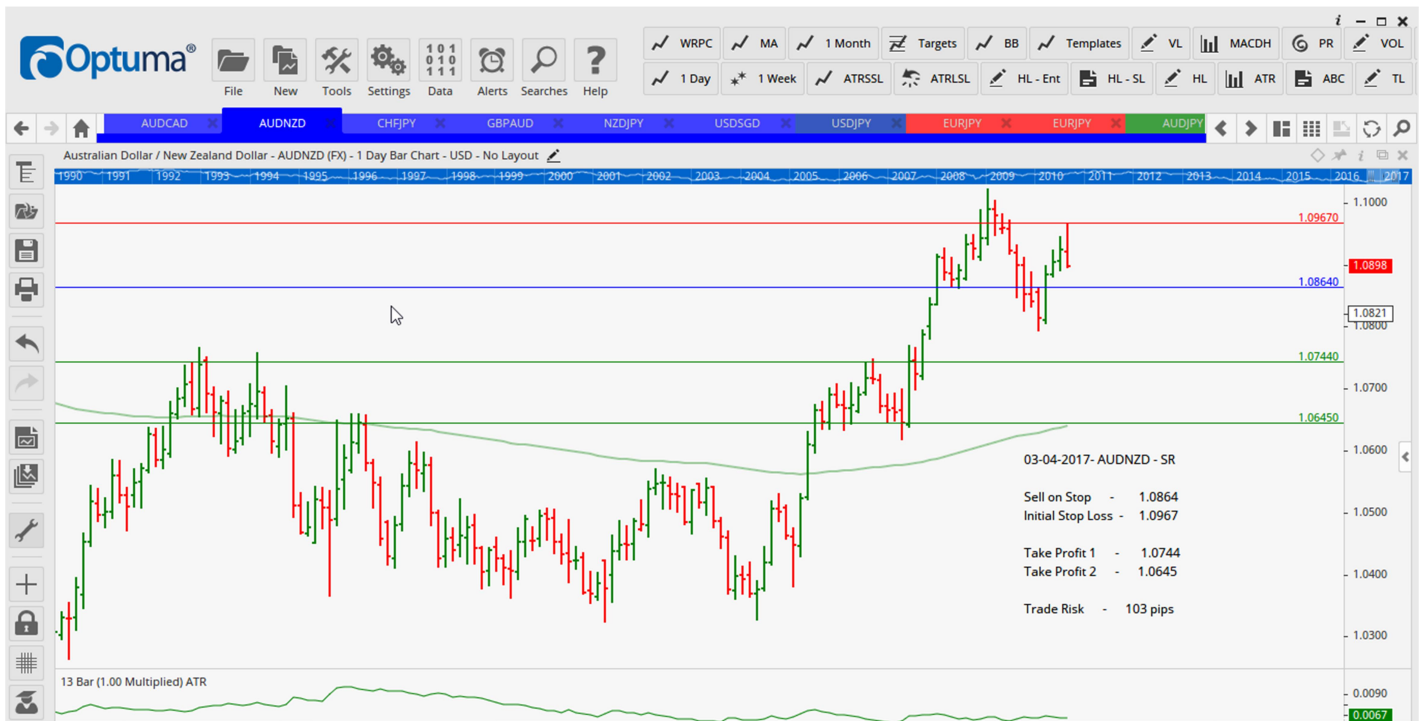 i
Optuma®
WRPC MA 1 Month Targets BB Templates VL MACDH PR VOL
1 Day 1 Week ATRSSL ATRLSL HL - Ent HL - SL HL ATR ABC TL
101
010
111
File New Tools Settings Data Alerts Searches Help
AUDCAD AUDNZD CHFJPY GBPAUD NZDJPY USDSGD USDJPY EURJPY EURJPY AUDJPY
Australian Dollar / New Zealand Dollar - AUDNZD (FX) - 1 Day Bar Chart - USD - No Layout
1990 1991 1992 1993 1994 1995 1996 1997 1998 1999 2000 2001 2002 2003 2004 2005 2006 2007 2008 2009 2010 2011 2012 2013 2014 2015 2016 2017
1.1000
1.09670
1.0898
1.08640
1.0821
1.0800
1.07440
1.0700
1.06450
1.0600
03-04-2017- AUDNZD - SR
Sell on Stop - 1.0864
1.0500
Initial Stop Loss - 1.0967
Take Profit 1 - 1.0744
Take Profit 2 - 1.0645
1.0400
Trade Risk - 103 pips
1.0300
13 Bar (1.00 Multiplied) ATR
0.0090
0.0067